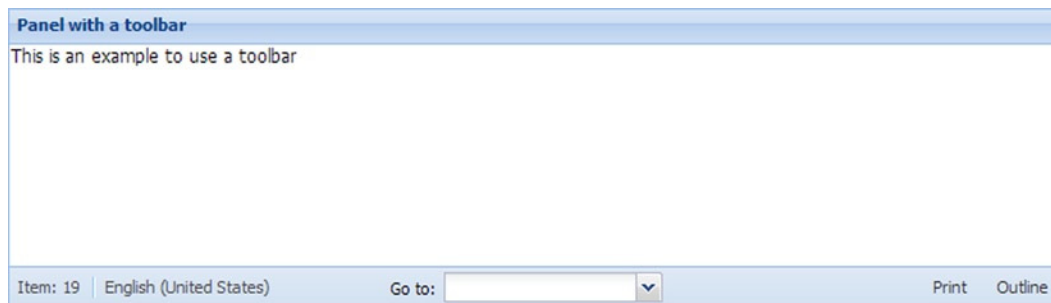 Panel with a toolbar
This is an example to use a toolbar
Item: 19 English (United States) Go to: Print Outline